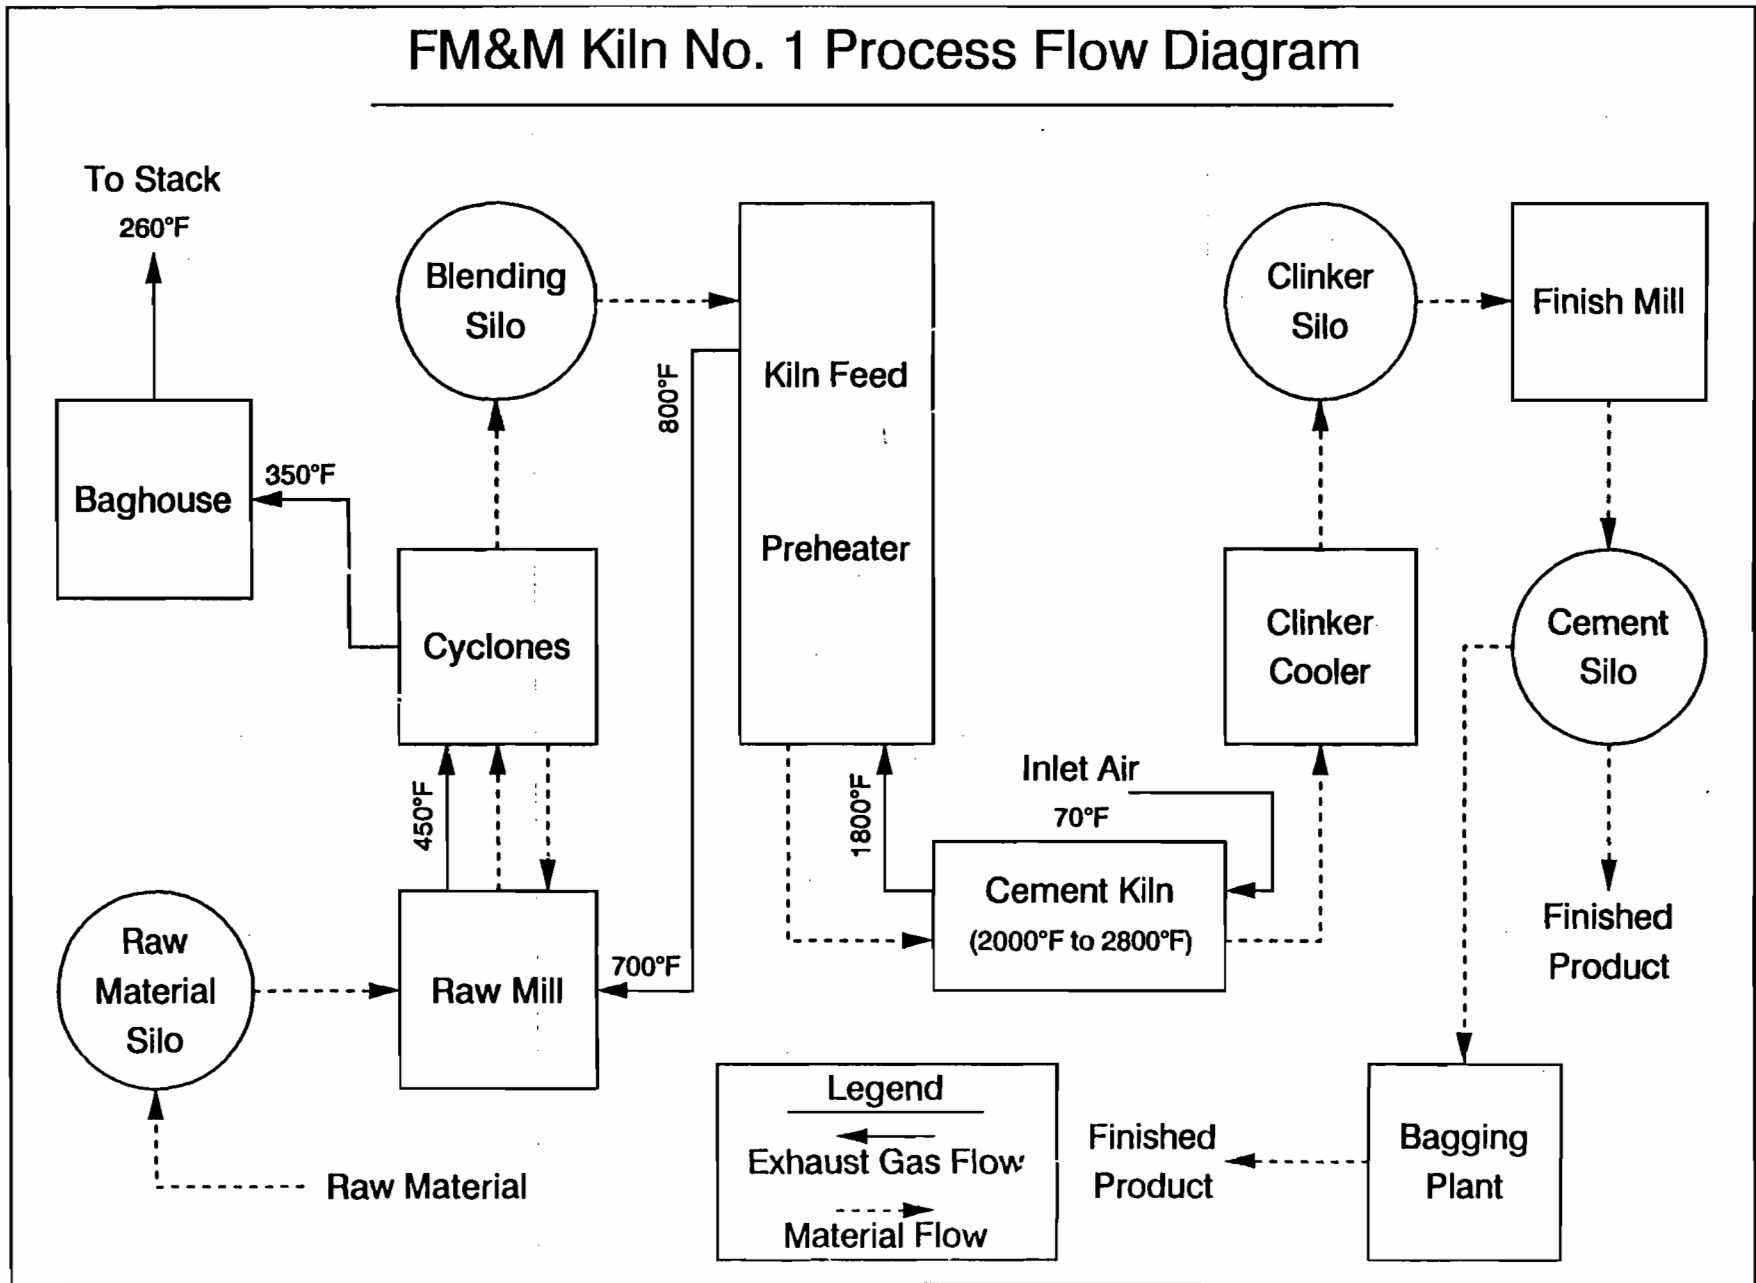 FM&M Kiln No. 1 Process Flow Diagram
To Stack
260°F
Blending
Silo
Kiln Feed
Preheater
Clinker
Silo
Finish Mill
800°F
Baghouse
350°F
Cyclones
Clinker
Cooler
Cement
Silo
450°F
1800°F
Inlet Air
70°F
Cement Kiln
(2000°F to 2800°F)
Raw
Material
Silo
Raw Mill
700°F
Finished
Product
Legend
Exhaust Gas Flow
Material Flow
Finished
Product
Bagging
Plant
Raw Material